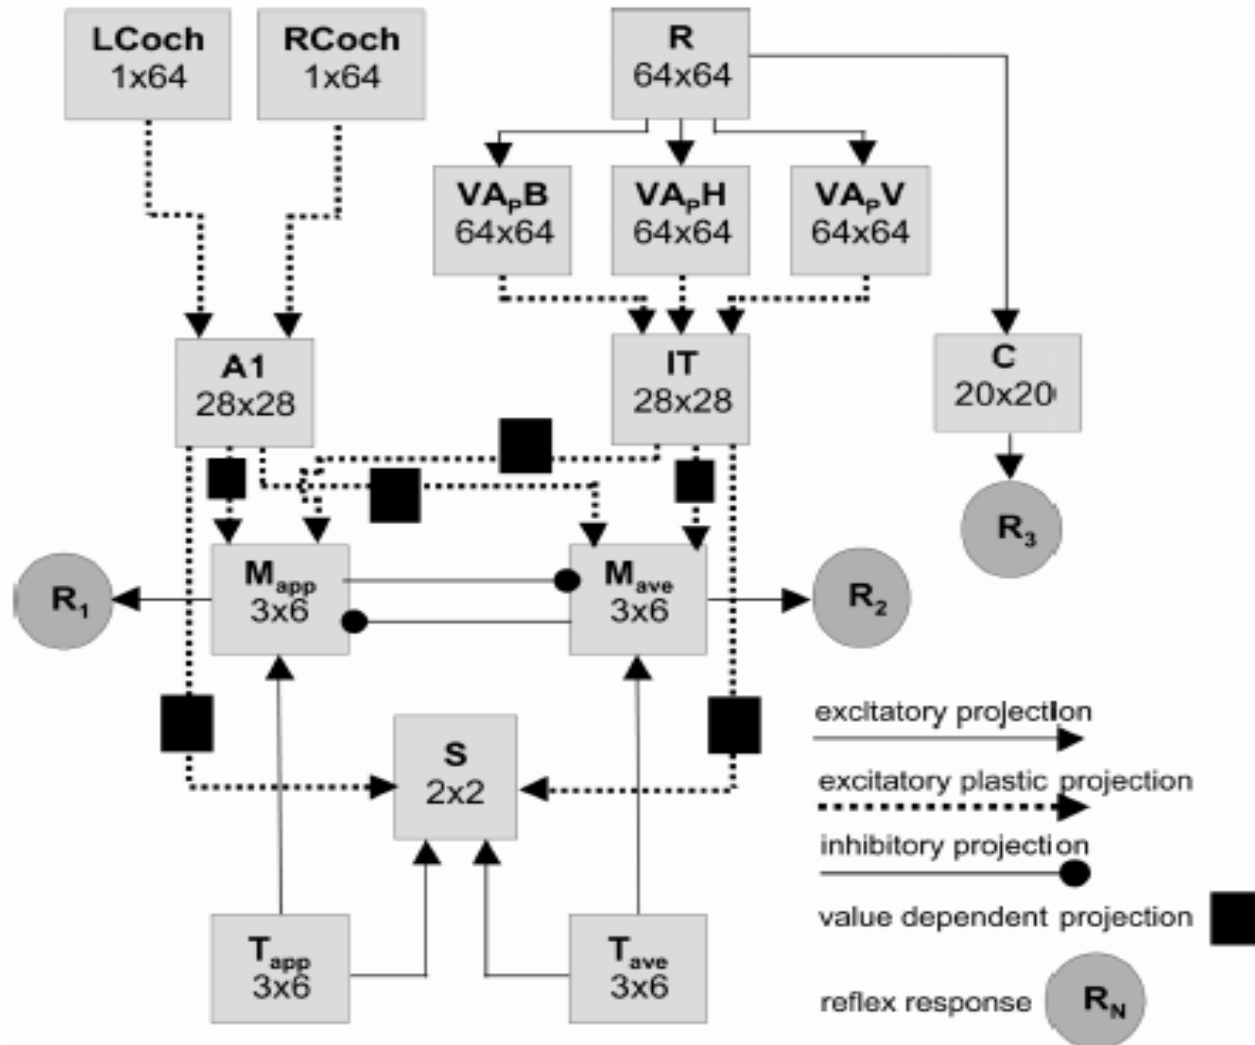 LCoch
1x64
RCoch
1x64
R
64x64
VAPB
64x64
VAPH
64x64
VAPV
64x64
A1
28x28
IT
28x28
C
20x20
R3
Mapp
3x6
Mave
3x6
R1
R2
S
2x2
Tapp
3x6
Tave
3x6
excitatory projection
excitatory plastic projection
inhibitory projection
value dependent projection
reflex response
RN